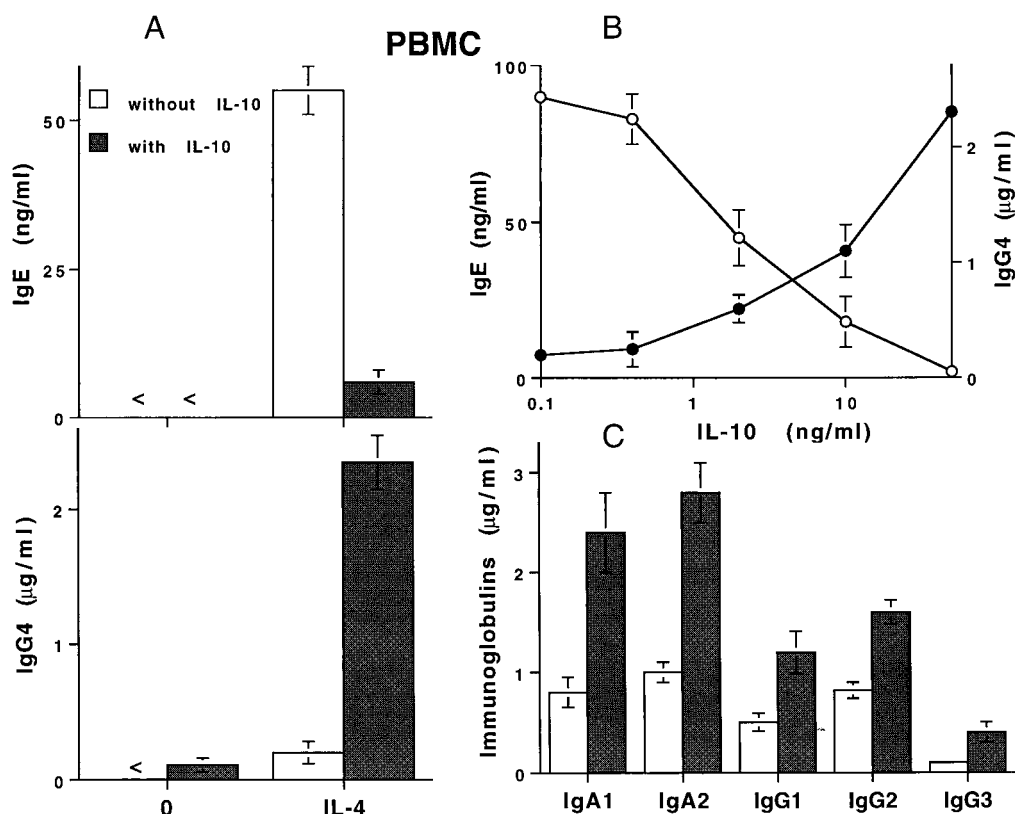 A
PBMC
B
without IL-10
with IL-10
50
25
0
IgE (ng/ml)
< <
2
1
0
IgG4 (μg/ml)
<
0 IL-4
100
50
0
IgE (ng/ml)
2
1
0
IgG4 (μg/ml)
0.1 1 10
IL-10 (ng/ml)
C
3
2
1
0
Immunoglobulins (μg/ml)
IgA1 IgA2 IgG1 IgG2 IgG3